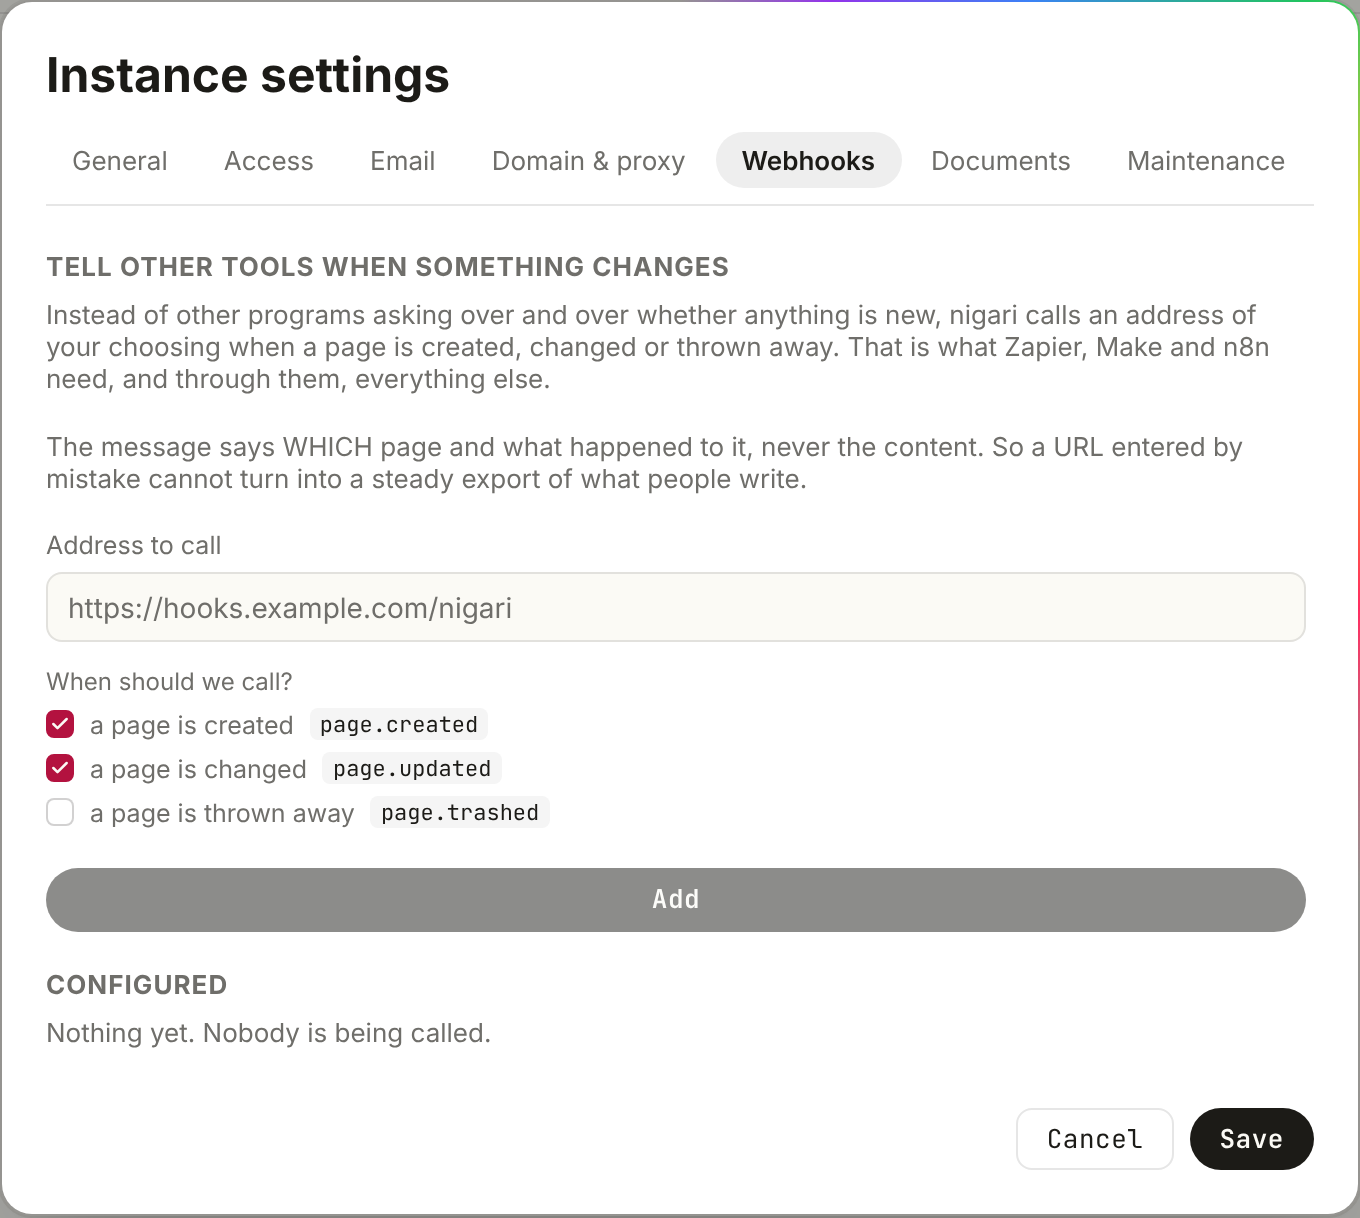 Instance settings
General
Access
Email
Domain & proxy
Webhooks
Documents
Maintenance
TELL OTHER TOOLS WHEN SOMETHING CHANGES
Instead of other programs asking over and over whether anything is new, nigari calls an address of
your choosing when a page is created, changed or thrown away. That is what Zapier, Make and n8n
need, and through them, everything else.
The message says WHICH page and what happened to it, never the content. So a URL entered by
mistake cannot turn into a steady export of what people write.
Address to call
https://hooks.example.com/nigari
When should we call?
a page is created page.created
a page is changed page.updated
a page is thrown away page.trashed
Add
CONFIGURED
Nothing yet. Nobody is being called.
Cancel
Save